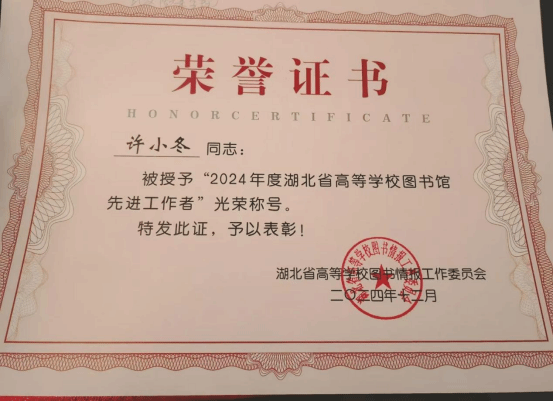 荣誉证书
HONORCERTIFICATE
许小冬 同志：
被授予“2024年度湖北省高等学校图书馆
先进工作者”光荣称号。
特发此证，予以表彰！
湖北省高等学校图书情报工作委员会
二〇二四年十二月